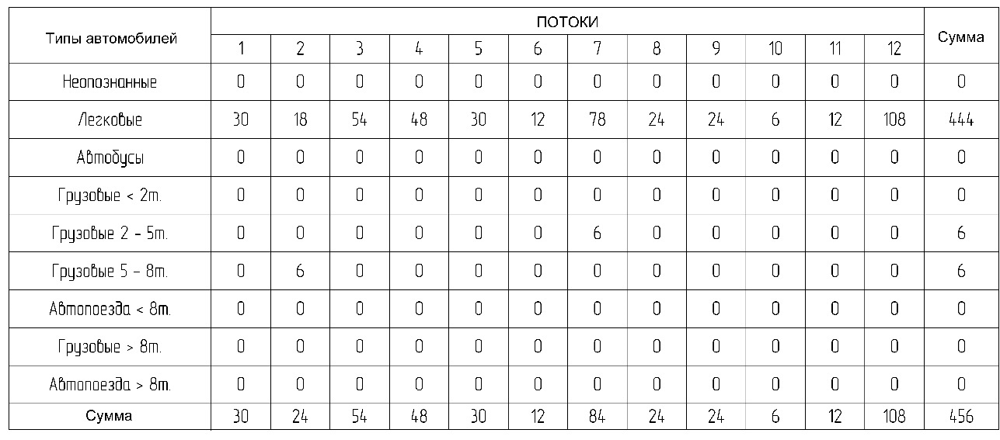 Типы автомобилей ПОТОКИ Сумма
1 2 3 4 5 6 7 8 9 10 11 12
Неопознанные 0 0 0 0 0 0 0 0 0 0 0 0 0
Легковые 30 18 54 48 30 12 78 24 24 6 12 108 444
Автобусы 0 0 0 0 0 0 0 0 0 0 0 0 0
Грузовые < 2т. 0 0 0 0 0 0 0 0 0 0 0 0 0
Грузовые 2 - 5т. 0 0 0 0 0 0 6 0 0 0 0 0 6
Грузовые 5 - 8т. 0 6 0 0 0 0 0 0 0 0 0 0 6
Автопоезда < 8т. 0 0 0 0 0 0 0 0 0 0 0 0 0
Грузовые > 8т. 0 0 0 0 0 0 0 0 0 0 0 0 0
Автопоезда > 8т. 0 0 0 0 0 0 0 0 0 0 0 0 0
Сумма 30 24 54 48 30 12 84 24 24 6 12 108 456